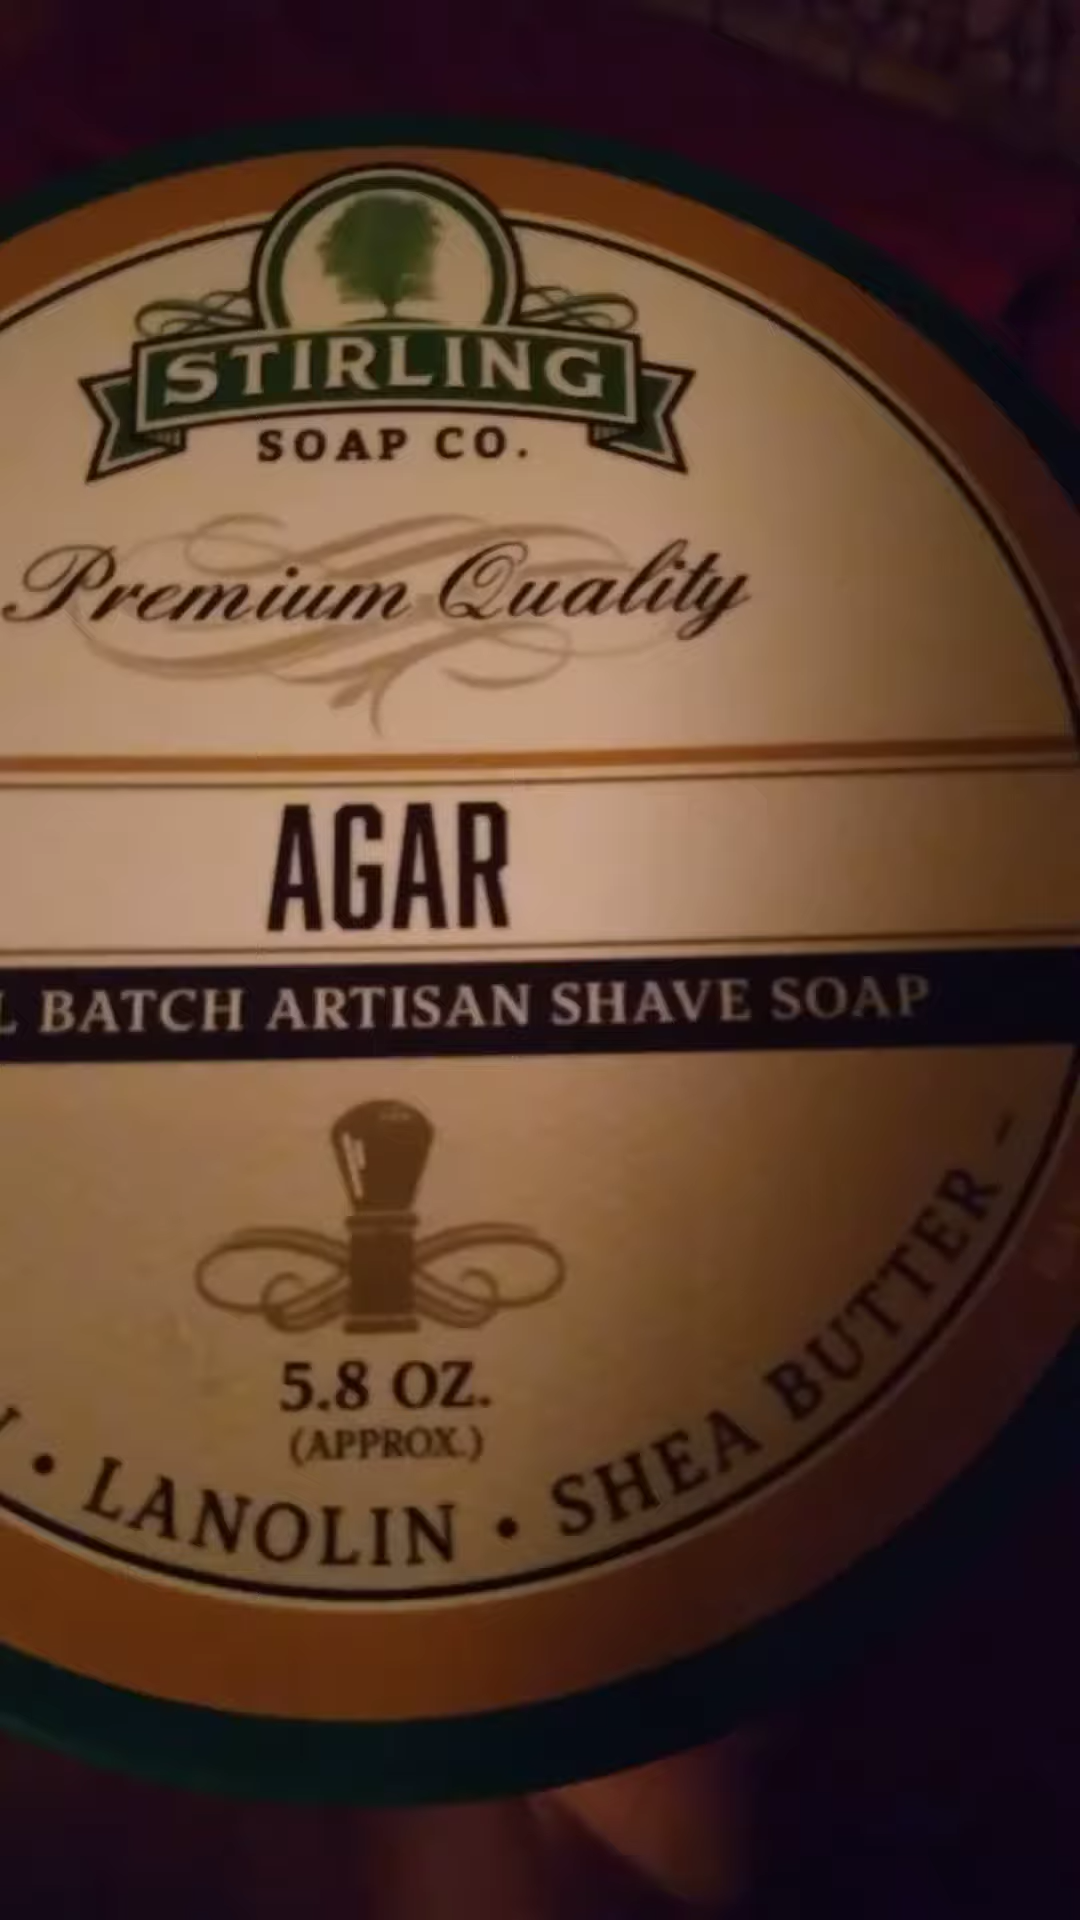 STIRLING
SOAP CO.
Premium Quality
AGAR
L BATCH ARTISAN SHAVE SOAP
5.8 OZ.
(APPROX.)
• LANOLIN • SHEA BUTTER -